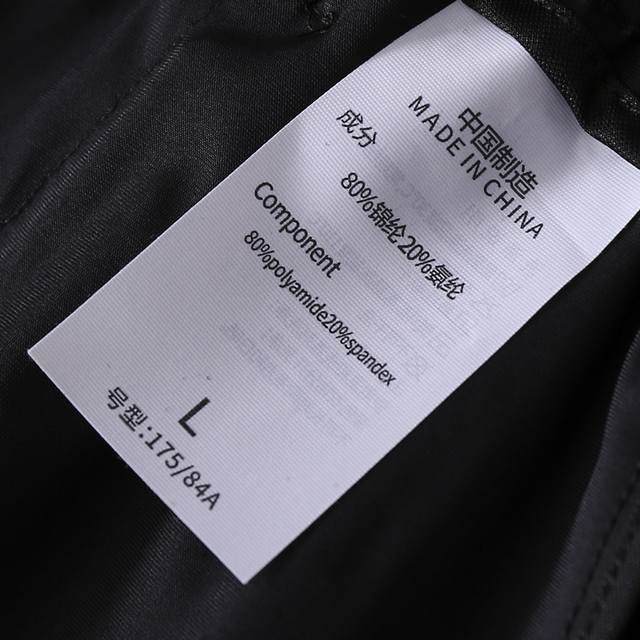 中国制造
MADE IN CHINA
成分
80%锦纶20%氨纶
Component
80%polyamide20%spandex
L
号型:175/84A